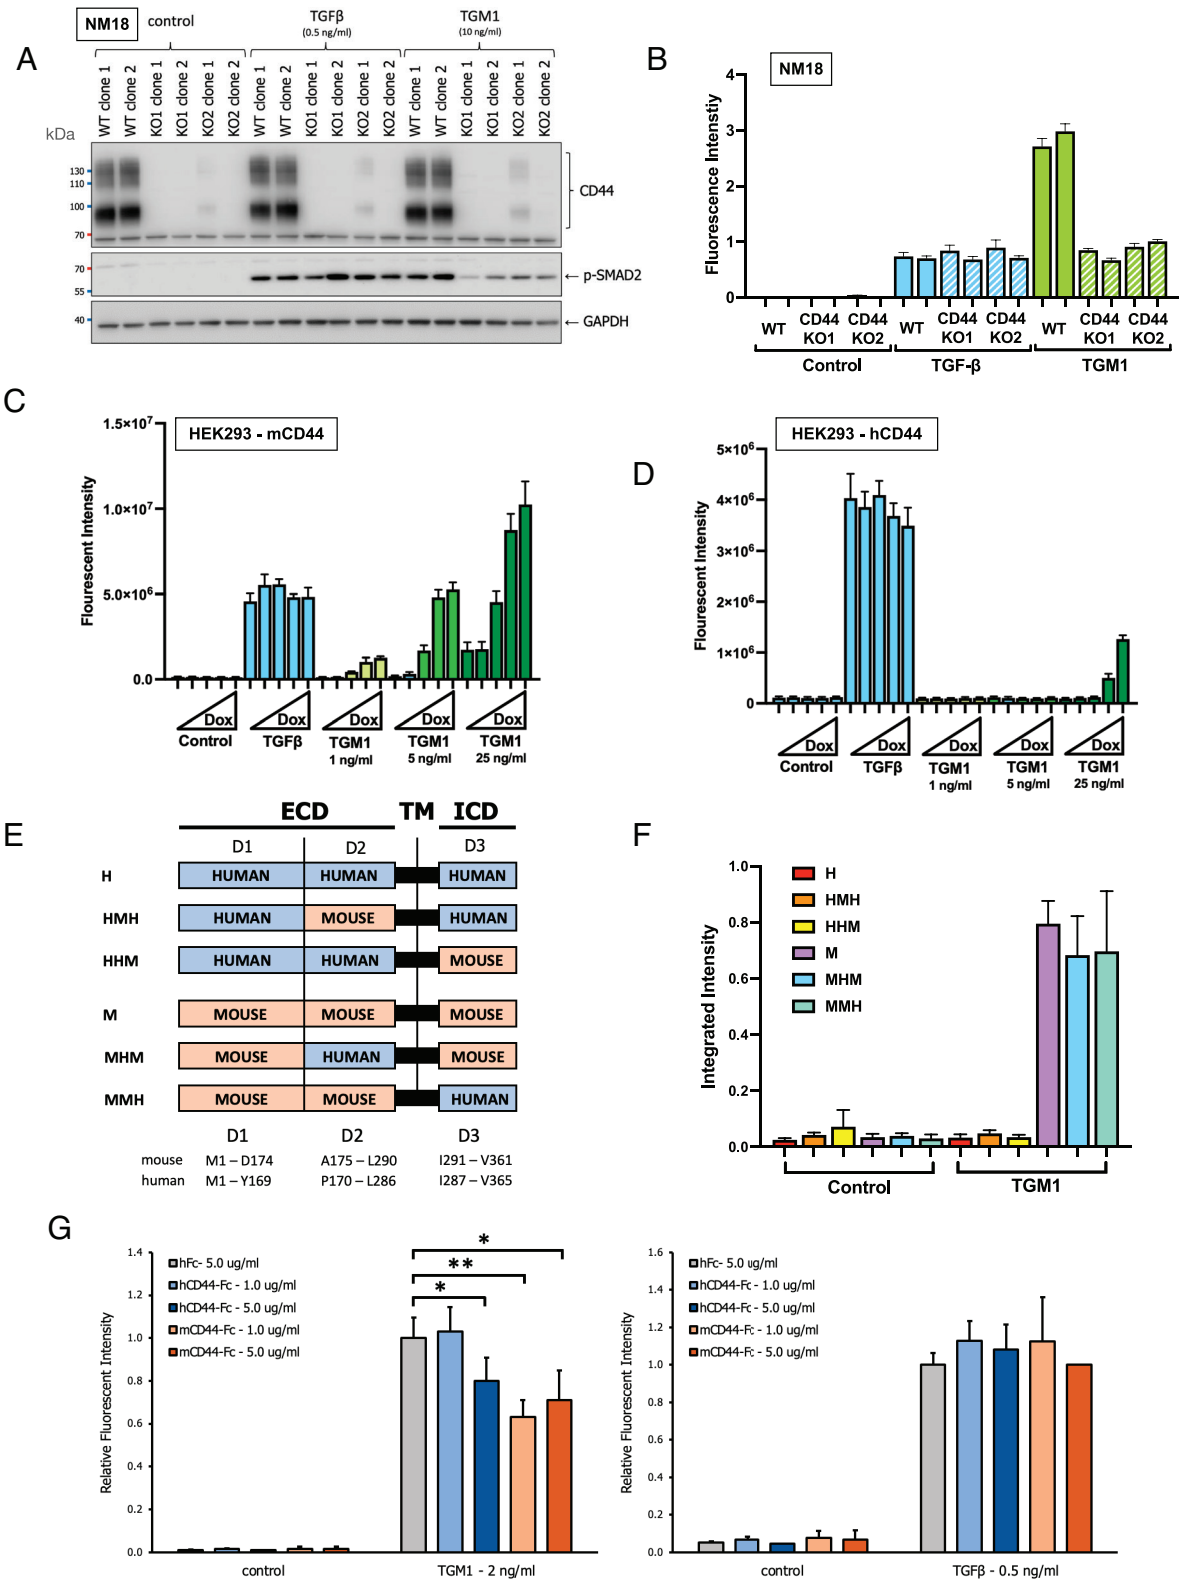 A
NM18
control
TGFβ
(0.5 ng/ml)
TGM1
(10 ng/ml)
WT clone 1
WT clone 2
KO1 clone 1
KO1 clone 2
KO2 clone 1
KO2 clone 2
WT clone 1
WT clone 2
KO1 clone 1
KO1 clone 2
KO2 clone 1
KO2 clone 2
WT clone 1
WT clone 2
KO1 clone 1
KO1 clone 2
KO2 clone 1
KO2 clone 2
kDa
130
110
100
70
CD44
70
55
← p-SMAD2
40
← GAPDH
B
NM18
Fluorescence Intenstiy
4
3
2
1
0
WT
CD44 KO1
CD44 KO2
WT
CD44 KO1
CD44 KO2
WT
CD44 KO1
CD44 KO2
Control
TGF-β
TGM1
C
HEK293 - mCD44
Flourescent Intensity
1.5×10⁷
1.0×10⁷
5.0×10⁶
0.0
Dox
Dox
Dox
Dox
Dox
Control
TGFβ
TGM1
1 ng/ml
TGM1
5 ng/ml
TGM1
25 ng/ml
D
HEK293 - hCD44
Flourescent Intensity
5×10⁶
4×10⁶
2×10⁶
2×10⁶
1×10⁶
0
Dox
Dox
Dox
Dox
Dox
Control
TGFβ
TGM1
1 ng/ml
TGM1
5 ng/ml
TGM1
25 ng/ml
E
ECD TM ICD
D1 D2 D3
H HUMAN HUMAN HUMAN
HMH HUMAN MOUSE HUMAN
HHM HUMAN HUMAN MOUSE
M MOUSE MOUSE MOUSE
MHM MOUSE HUMAN MOUSE
MMH MOUSE MOUSE HUMAN
D1 D2 D3
mouse M1 – D174 A175 – L290 I291 – V361
human M1 – Y169 P170 – L286 I287 – V365
F
Integrated Intensity
1.0
0.8
0.6
0.4
0.2
0.0
H
HMH
HHM
M
MHM
MMH
Control
TGM1
G
Relative Fluorescent Intensity
1.4
1.2
1.0
0.8
0.6
0.4
0.2
0.0
hFc- 5.0 ug/ml
hCD44-Fc - 1.0 ug/ml
hCD44-Fc - 5.0 ug/ml
mCD44-Fc - 1.0 ug/ml
mCD44-Fc - 5.0 ug/ml
*
**
*
control
TGM1 - 2 ng/ml
Relative Fluorescent Intensity
1.6
1.4
1.2
1.0
0.8
0.6
0.4
0.2
0.0
hFc- 5.0 ug/ml
hCD44-Fc - 1.0 ug/ml
hCD44-Fc - 5.0 ug/ml
mCD44-Fc - 1.0 ug/ml
mCD44-Fc - 5.0 ug/ml
control
TGFβ - 0.5 ng/ml